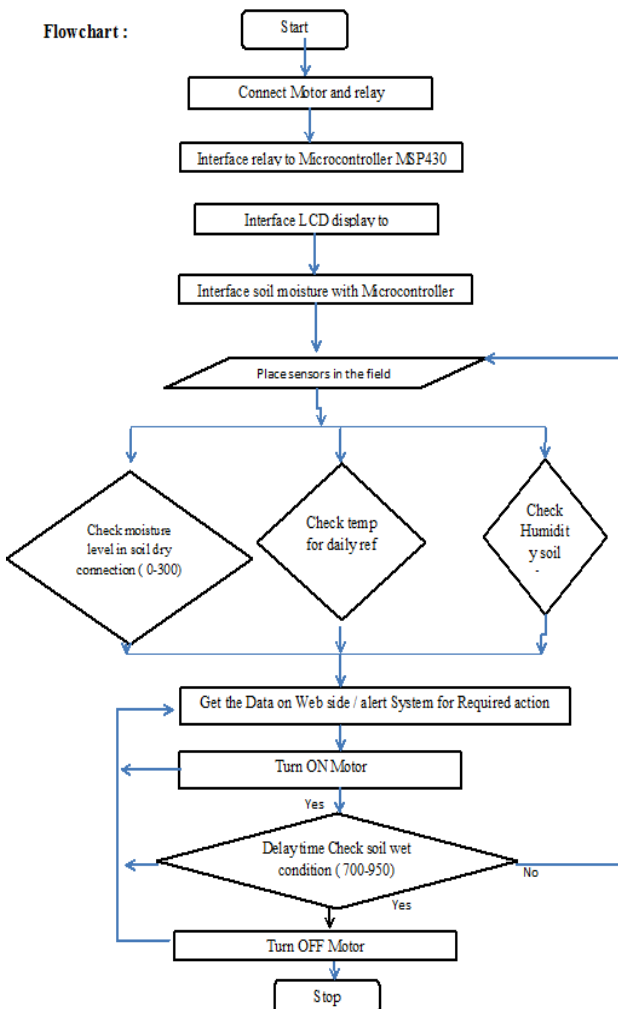 Flowchart :
Start
Connect Motor and relay
Interface relay to Microcontroller MSP430
Interface LCD display to
Interface soil moisture with Microcontroller
Place sensors in the field
Check moisture
level in soil dry
connection ( 0-300)
Check temp
for daily ref
Check
Humidit
y soil
Get the Data on Web side / alert System for Required action
Turn ON Motor
Yes
Delay time Check soil wet
condition ( 700-950)
No
Yes
Turn OFF Motor
Stop